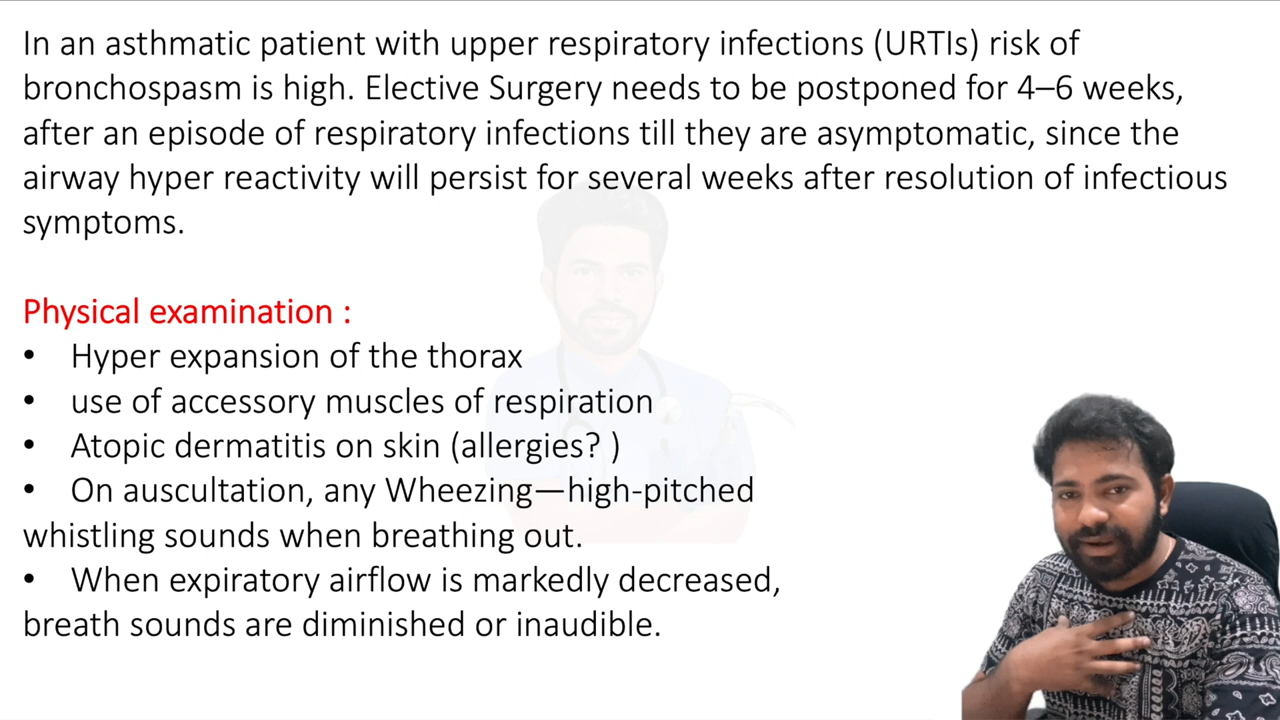 In an asthmatic patient with upper respiratory infections (URTIs) risk of
bronchospasm is high. Elective Surgery needs to be postponed for 4–6 weeks,
after an episode of respiratory infections till they are asymptomatic, since the
airway hyper reactivity will persist for several weeks after resolution of infectious
symptoms.
Physical examination :
• Hyper expansion of the thorax
• use of accessory muscles of respiration
• Atopic dermatitis on skin (allergies? )
• On auscultation, any Wheezing—high-pitched
whistling sounds when breathing out.
• When expiratory airflow is markedly decreased,
breath sounds are diminished or inaudible.